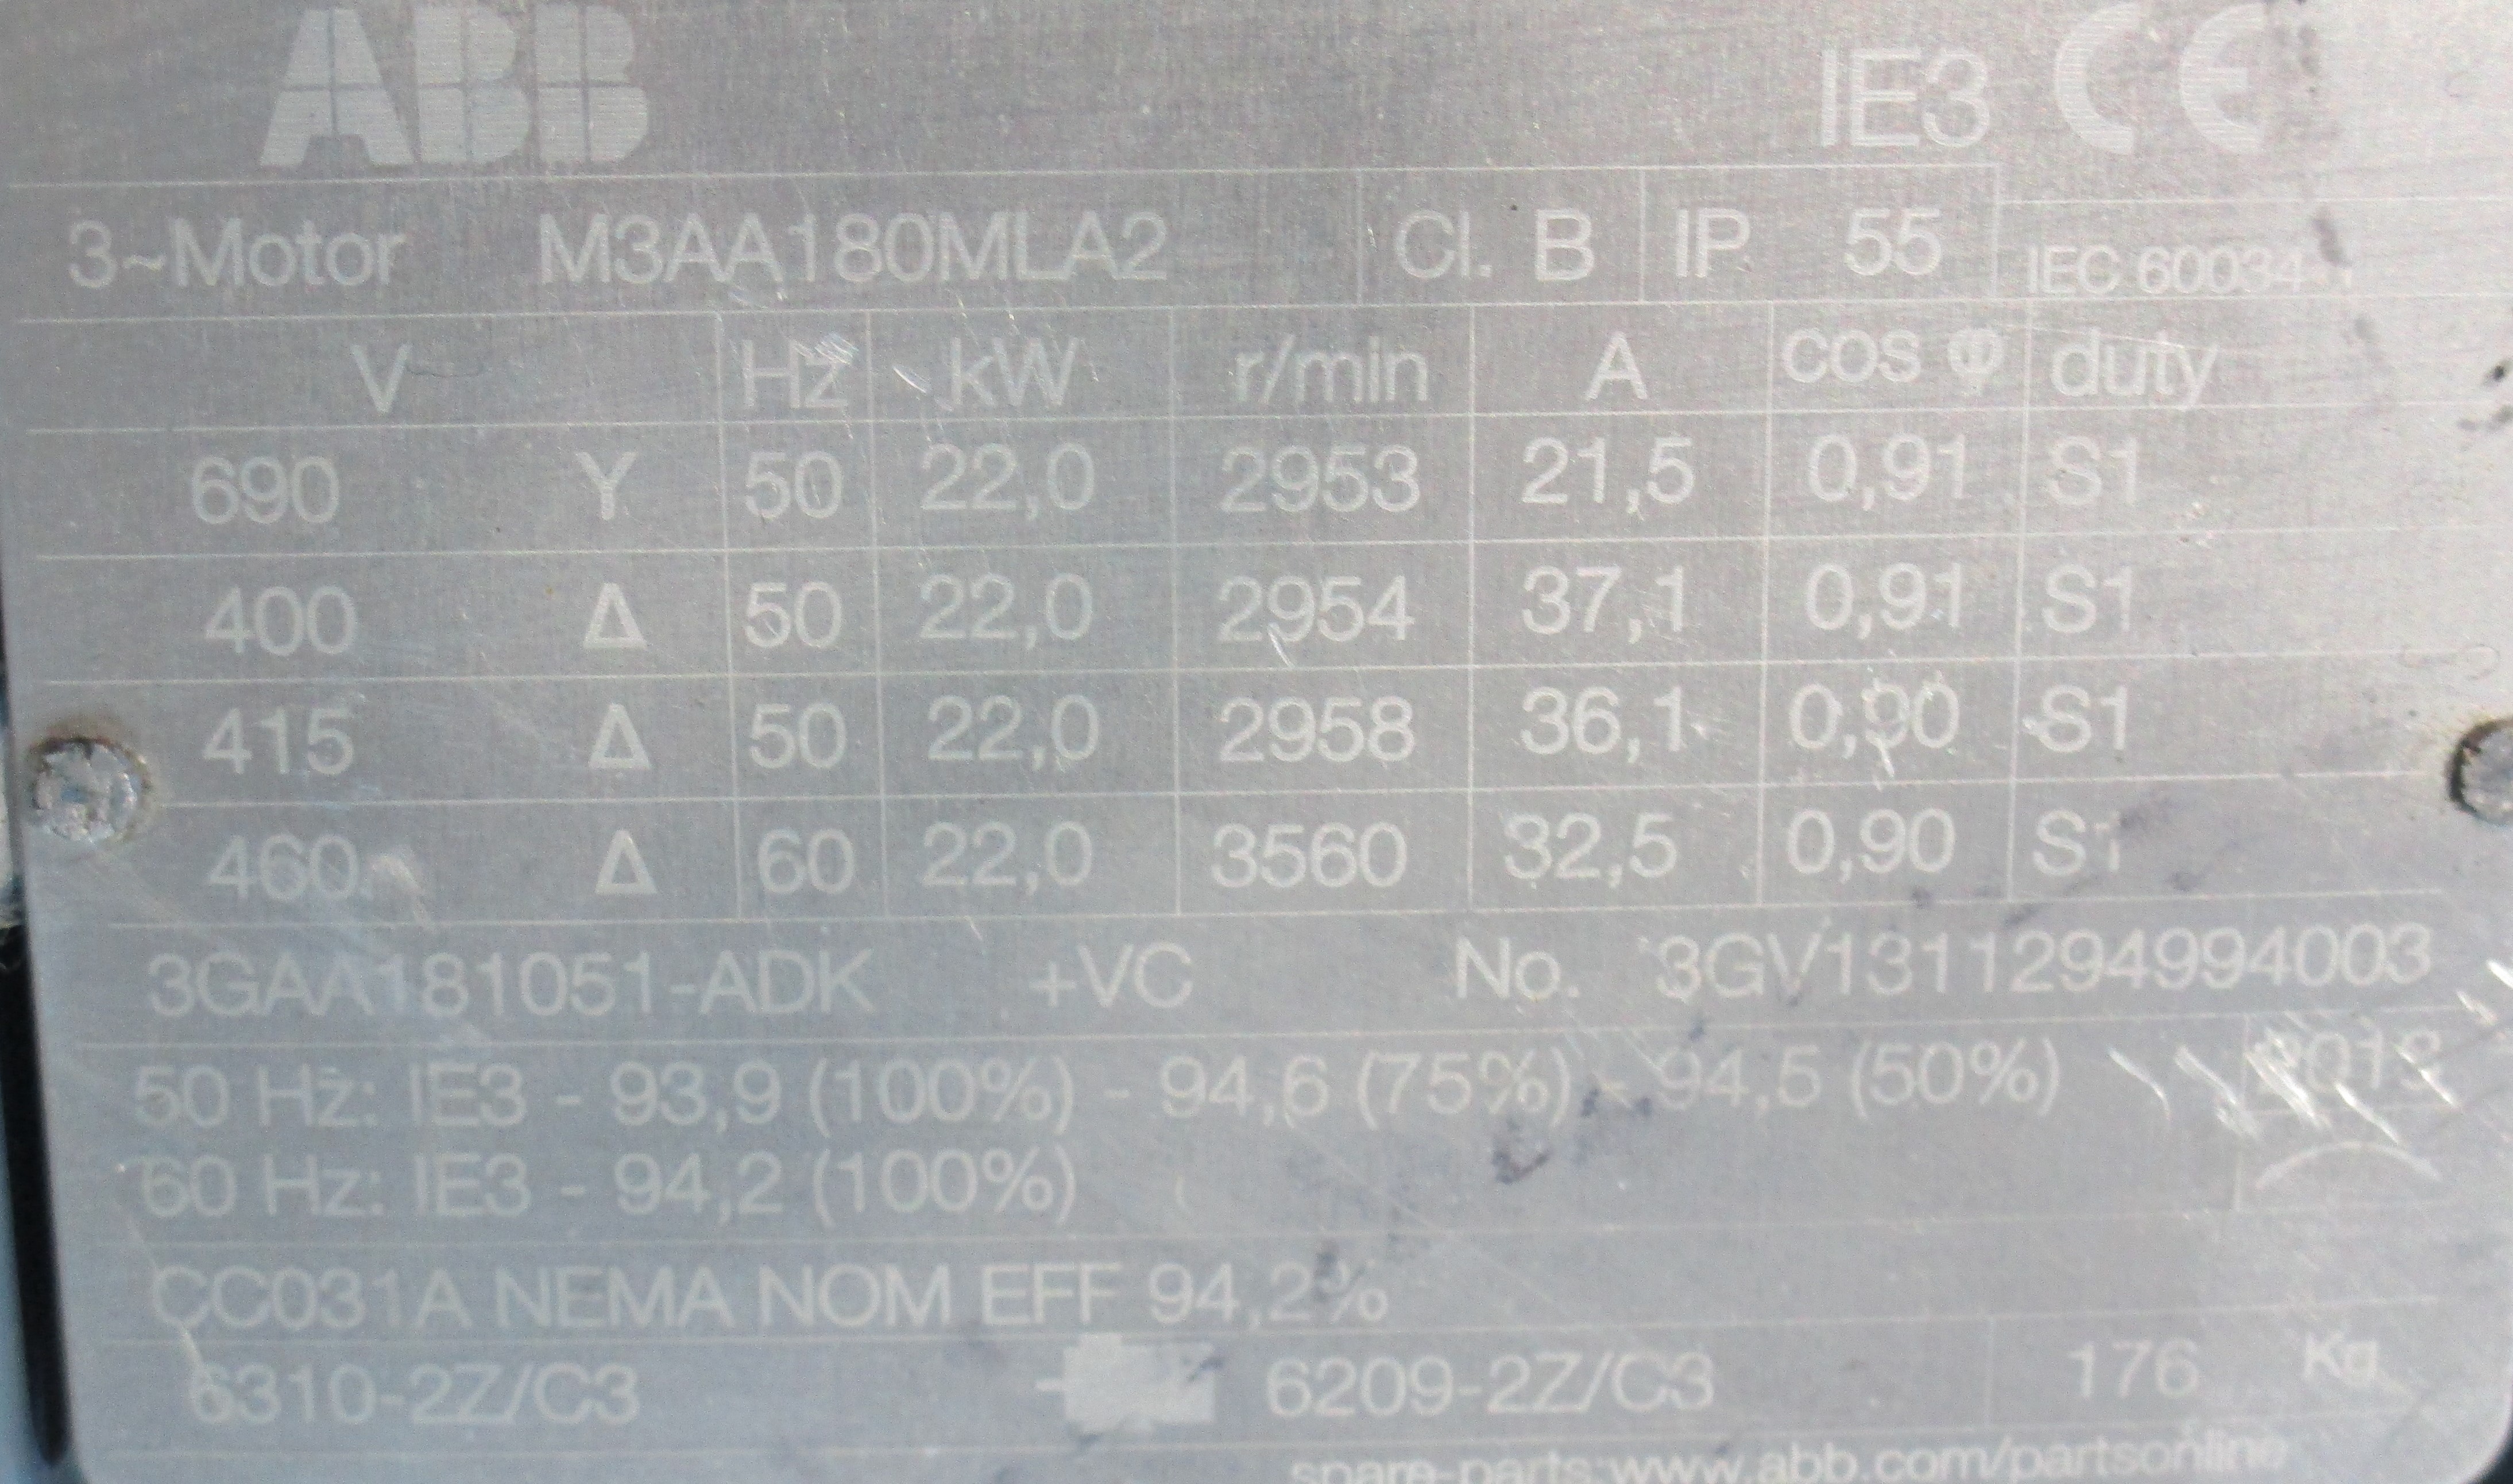 ABB IE3 CE
3~Motor M3AA180MLA2 Cl. B IP 55 IEC 60034-1
V Hz kW r/min A cos φ duty
690 Y 50 22,0 2953 21,5 0,91 S1
400 Δ 50 22,0 2954 37,1 0,91 S1
415 Δ 50 22,0 2958 36,1 0,90 S1
460 Δ 60 22,0 3560 32,5 0,90 S1
3GAA181051-ADK +VC No. 3GV1311294994003
50 Hz: IE3 - 93,9 (100%) - 94,6 (75%) - 94,5 (50%)
60 Hz: IE3 - 94,2 (100%)
CC031A NEMA NOM EFF 94,2%
6310-2Z/C3 6209-2Z/C3 176 Kg
spare-parts:www.abb.com/partsonline